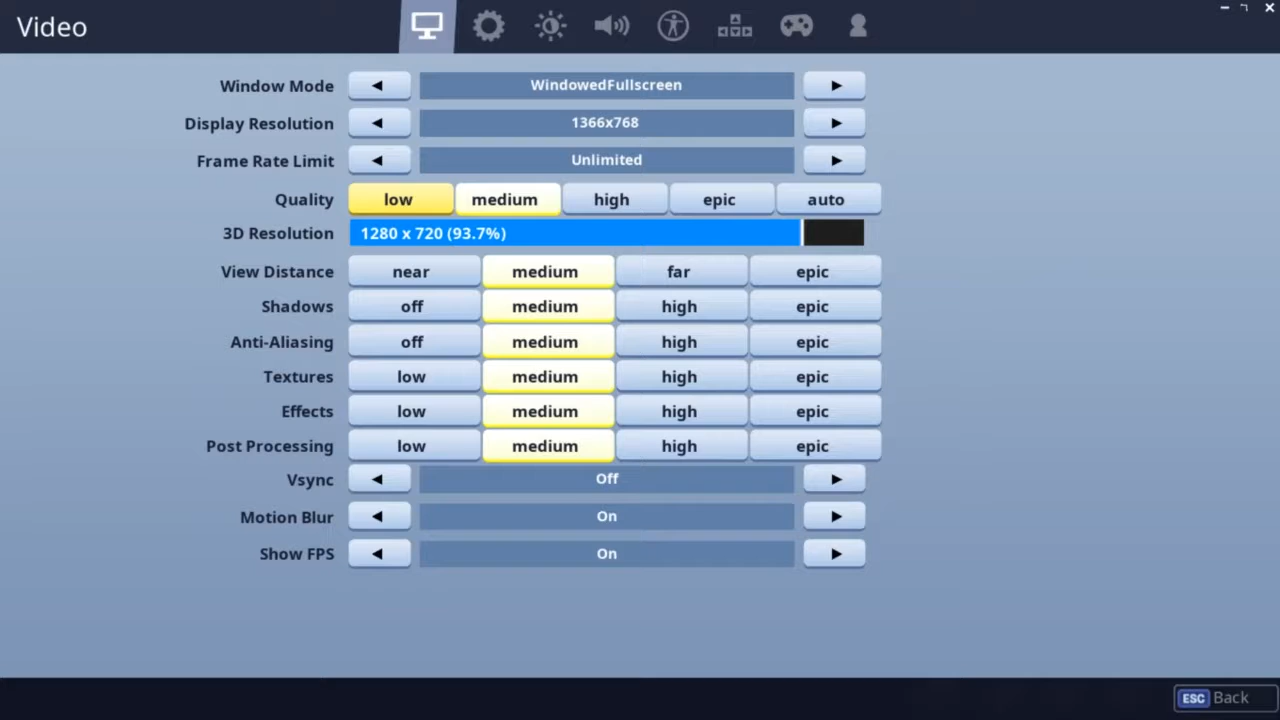 Video
Window Mode ◄ WindowedFullscreen ►
Display Resolution ◄ 1366x768 ►
Frame Rate Limit ◄ Unlimited ►
Quality low medium high epic auto
3D Resolution 1280 x 720 (93.7%)
View Distance near medium far epic
Shadows off medium high epic
Anti-Aliasing off medium high epic
Textures low medium high epic
Effects low medium high epic
Post Processing low medium high epic
Vsync ◄ Off ►
Motion Blur ◄ On ►
Show FPS ◄ On ►
ESC Back